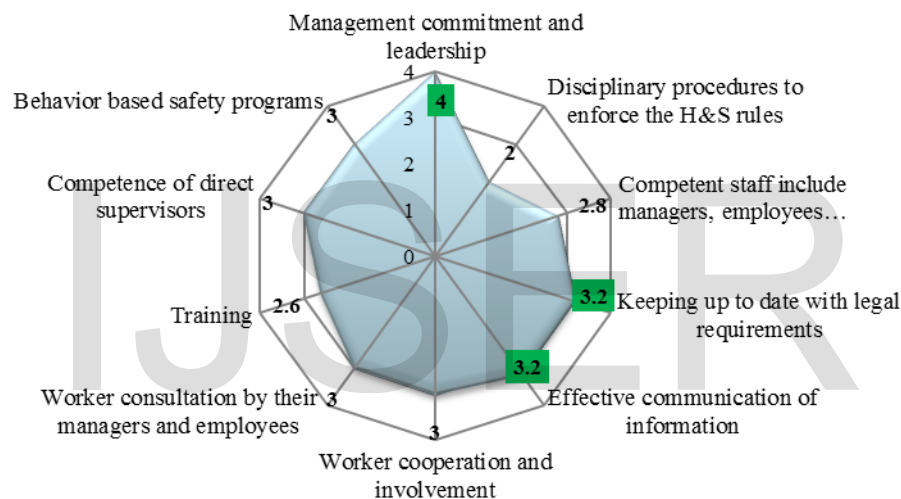 Management commitment and
leadership
Disciplinary procedures to
enforce the H&S rules
Competent staff include
managers, employees…
Keeping up to date with legal
requirements
Effective communication of
information
Worker cooperation and
involvement
Worker consultation by their
managers and employees
Training
Competence of direct
supervisors
Behavior based safety programs
4
3
2
1
0
4
2
2.8
3.2
3.2
3
3
2.6
3
3
IJSER